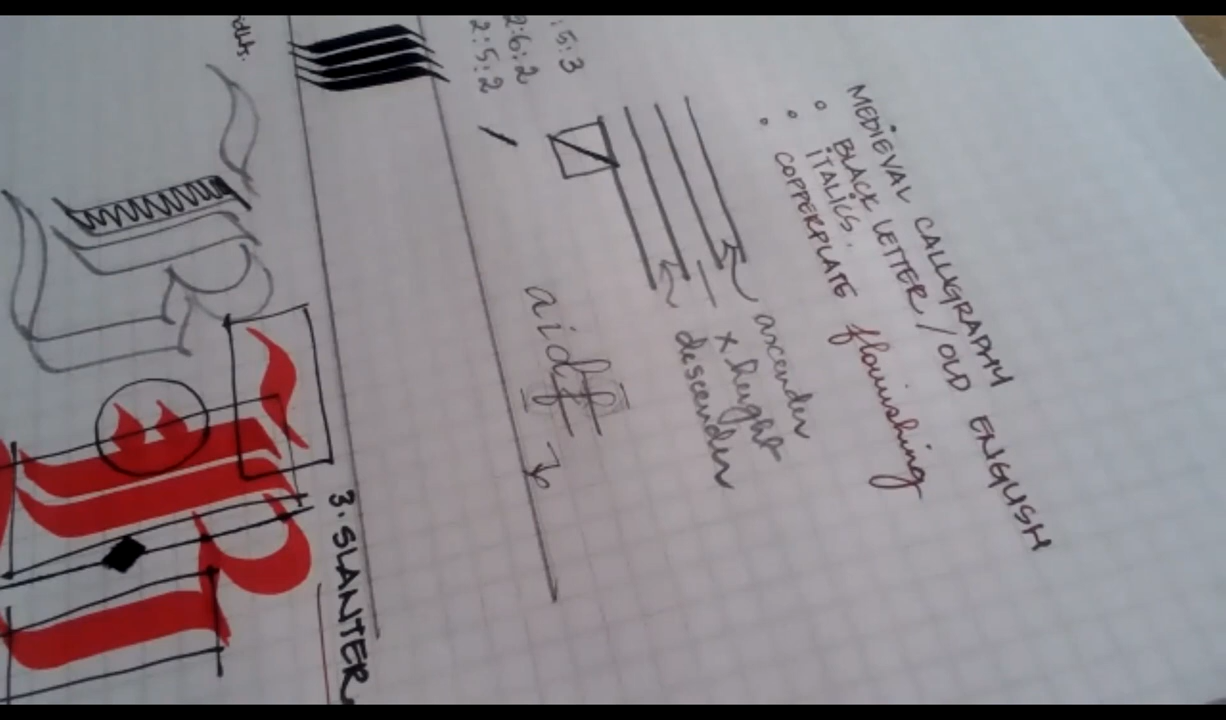 MEDIEVAL CALLIGRAPHY
• BLACK LETTER / OLD ENGLISH
• ITALICS.
• COPPERPLATE flourishing
ascender
x height
descender
:5:3
2:6:2
2:5:2
aidf
3. SLANTER
R